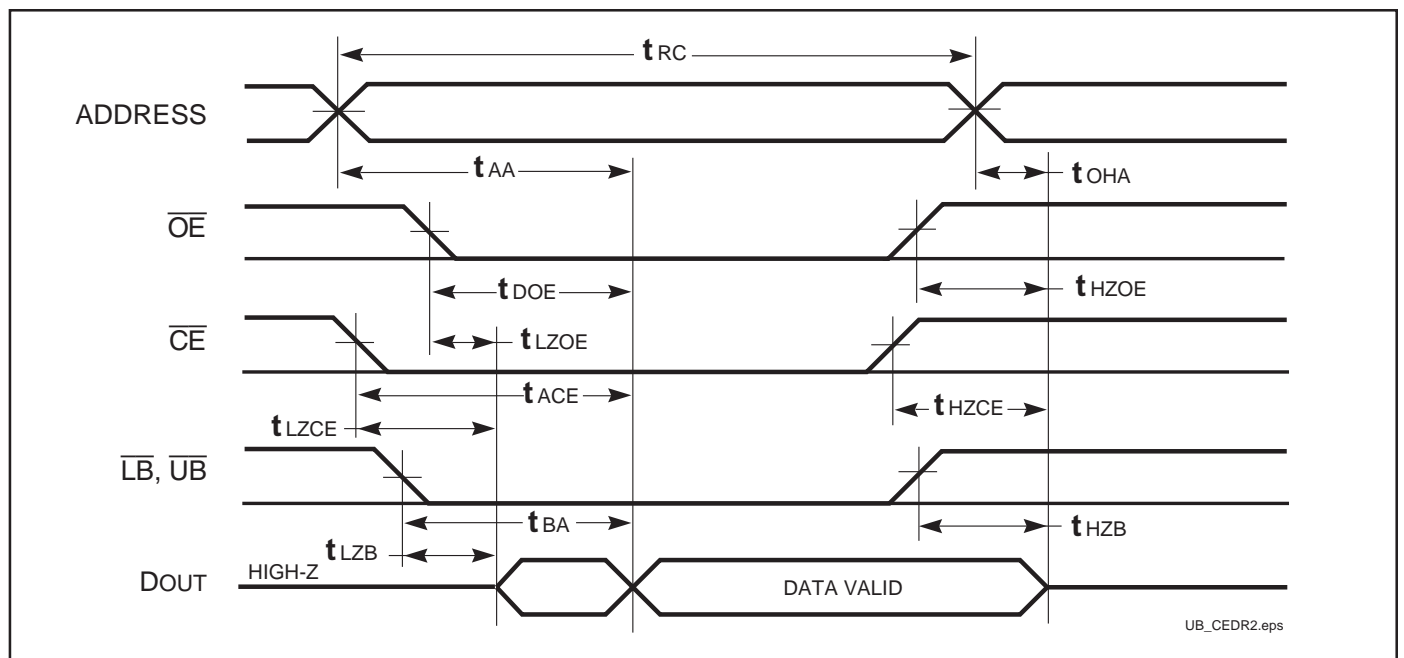 tRC
ADDRESS
tAA
tOHA
OE
tDOE
tHZOE
CE
tLZOE
tACE
tHZCE
tLZCE
LB, UB
tBA
tHZB
tLZB
DOUT
HIGH-Z
DATA VALID
UB_CEDR2.eps